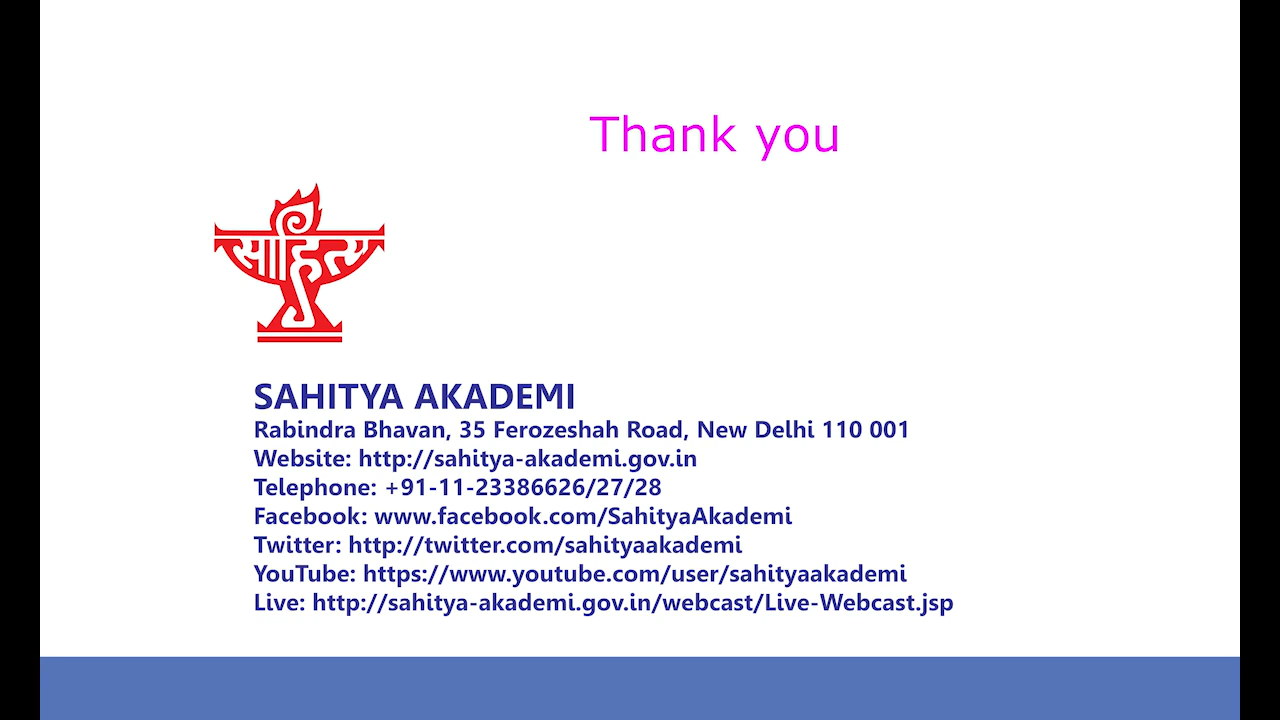 Thank you
साहित्य
SAHITYA AKADEMI
Rabindra Bhavan, 35 Ferozeshah Road, New Delhi 110 001
Website: http://sahitya-akademi.gov.in
Telephone: +91-11-23386626/27/28
Facebook: www.facebook.com/SahityaAkademi
Twitter: http://twitter.com/sahityaakademi
YouTube: https://www.youtube.com/user/sahityaakademi
Live: http://sahitya-akademi.gov.in/webcast/Live-Webcast.jsp